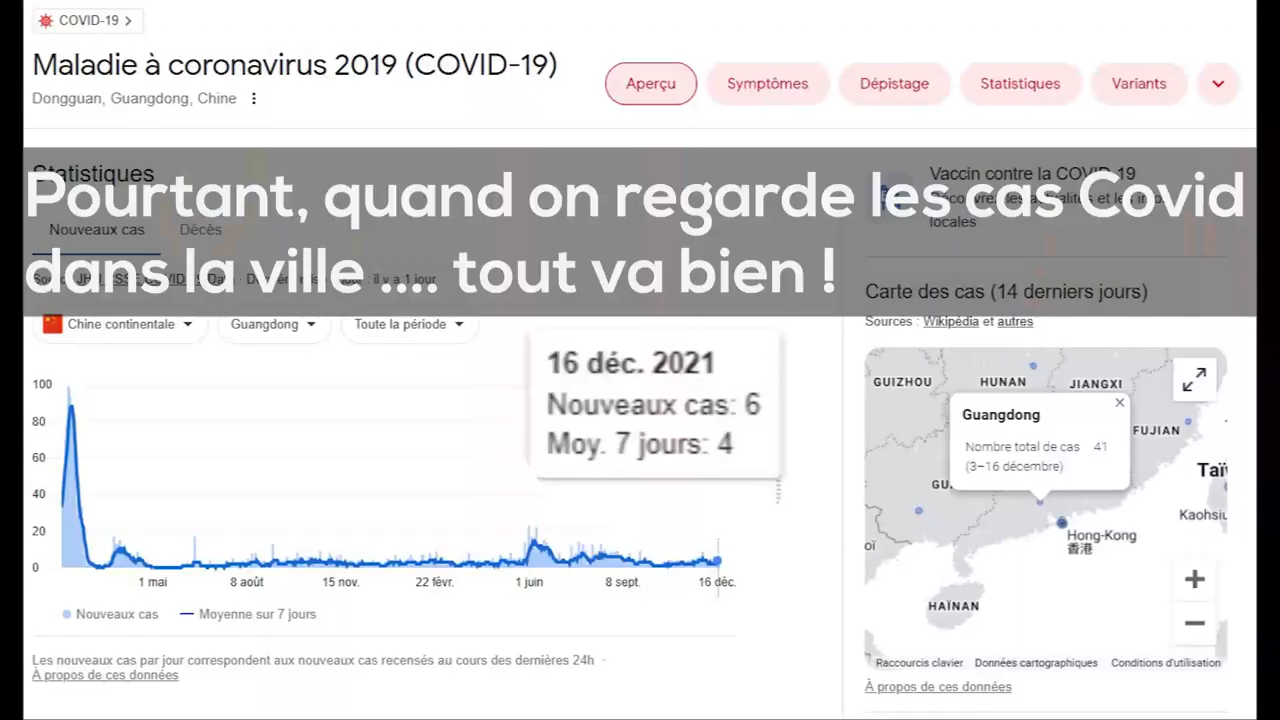 COVID-19
Maladie à coronavirus 2019 (COVID-19)
Dongguan, Guangdong, Chine
Aperçu
Symptômes
Dépistage
Statistiques
Variants
Statistiques
Vaccin contre la COVID-19
Pourtant, quand on regarde les cas Covid
dans la ville .... tout va bien !
locales
Nouveaux cas
Décès
il y a 1 jour
Chine continentale
Guangdong
Toute la période
16 déc. 2021
Nouveaux cas: 6
Moy. 7 jours: 4
100
80
60
40
20
0
1 mai
8 août
15 nov.
22 févr.
1 juin
8 sept.
16 déc.
Nouveaux cas
Moyenne sur 7 jours
Les nouveaux cas par jour correspondent aux nouveaux cas recensés au cours des dernières 24h ·
À propos de ces données
Carte des cas (14 derniers jours)
Sources : Wikipédia et autres
GUIZHOU
HUNAN
JIANGXI
Guangdong
Nombre total de cas 41
(3–16 décembre)
FUJIAN
Taïv
GU
Kaohsiu
Hong-Kong
香港
oï
HAÏNAN
Raccourcis clavier
Données cartographiques
Conditions d'utilisation
À propos de ces données